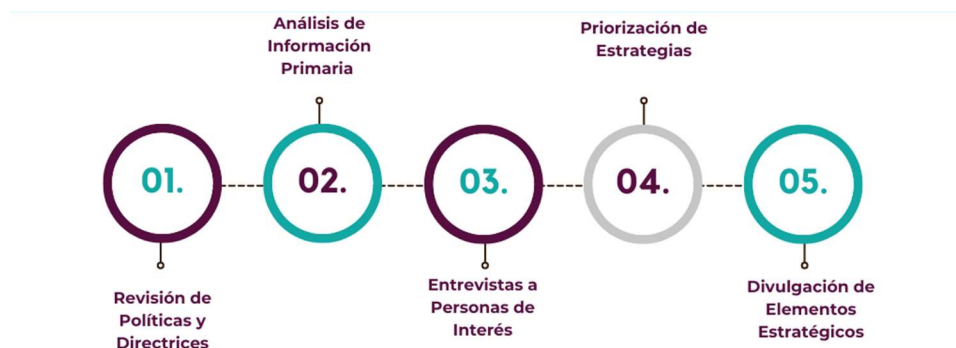 Análisis de
Información
Primaria
Priorización de
Estrategias
01.
02.
03.
04.
05.
Revisión de
Políticas y
Directrices
Entrevistas a
Personas de
Interés
Divulgación de
Elementos
Estratégicos